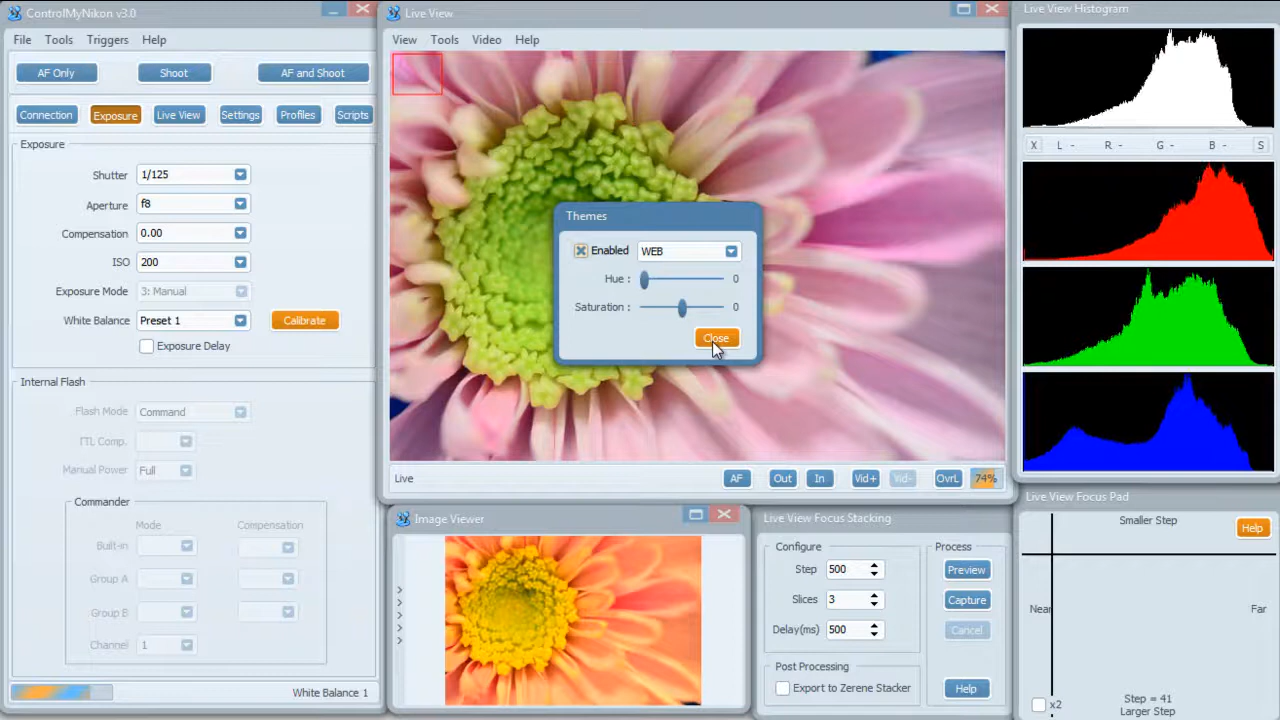 ControlMyNikon v3.0
File Tools Triggers Help
AF Only Shoot AF and Shoot
Connection Exposure Live View Settings Profiles Scripts
Exposure
Shutter 1/125
Aperture f8
Compensation 0.00
ISO 200
Exposure Mode 3: Manual
White Balance Preset 1 Calibrate
Exposure Delay
Internal Flash
Flash Mode Command
TTL Comp.
Manual Power Full
Commander
Mode Compensation
Built-in
Group A
Group B
Channel 1
White Balance 1
Live View
View Tools Video Help
Themes
Enabled WEB
Hue : 0
Saturation : 0
Close
Live AF Out In Vid+ Vid- OvrL 74%
Image Viewer
Live View Focus Stacking
Configure Process
Step 500 Preview
Slices 3 Capture
Delay(ms) 500 Cancel
Post Processing
Export to Zerene Stacker Help
Live View Histogram
X L - R - G - B - S
Live View Focus Pad
Smaller Step Help
Near Far
x2 Step = 41
Larger Step